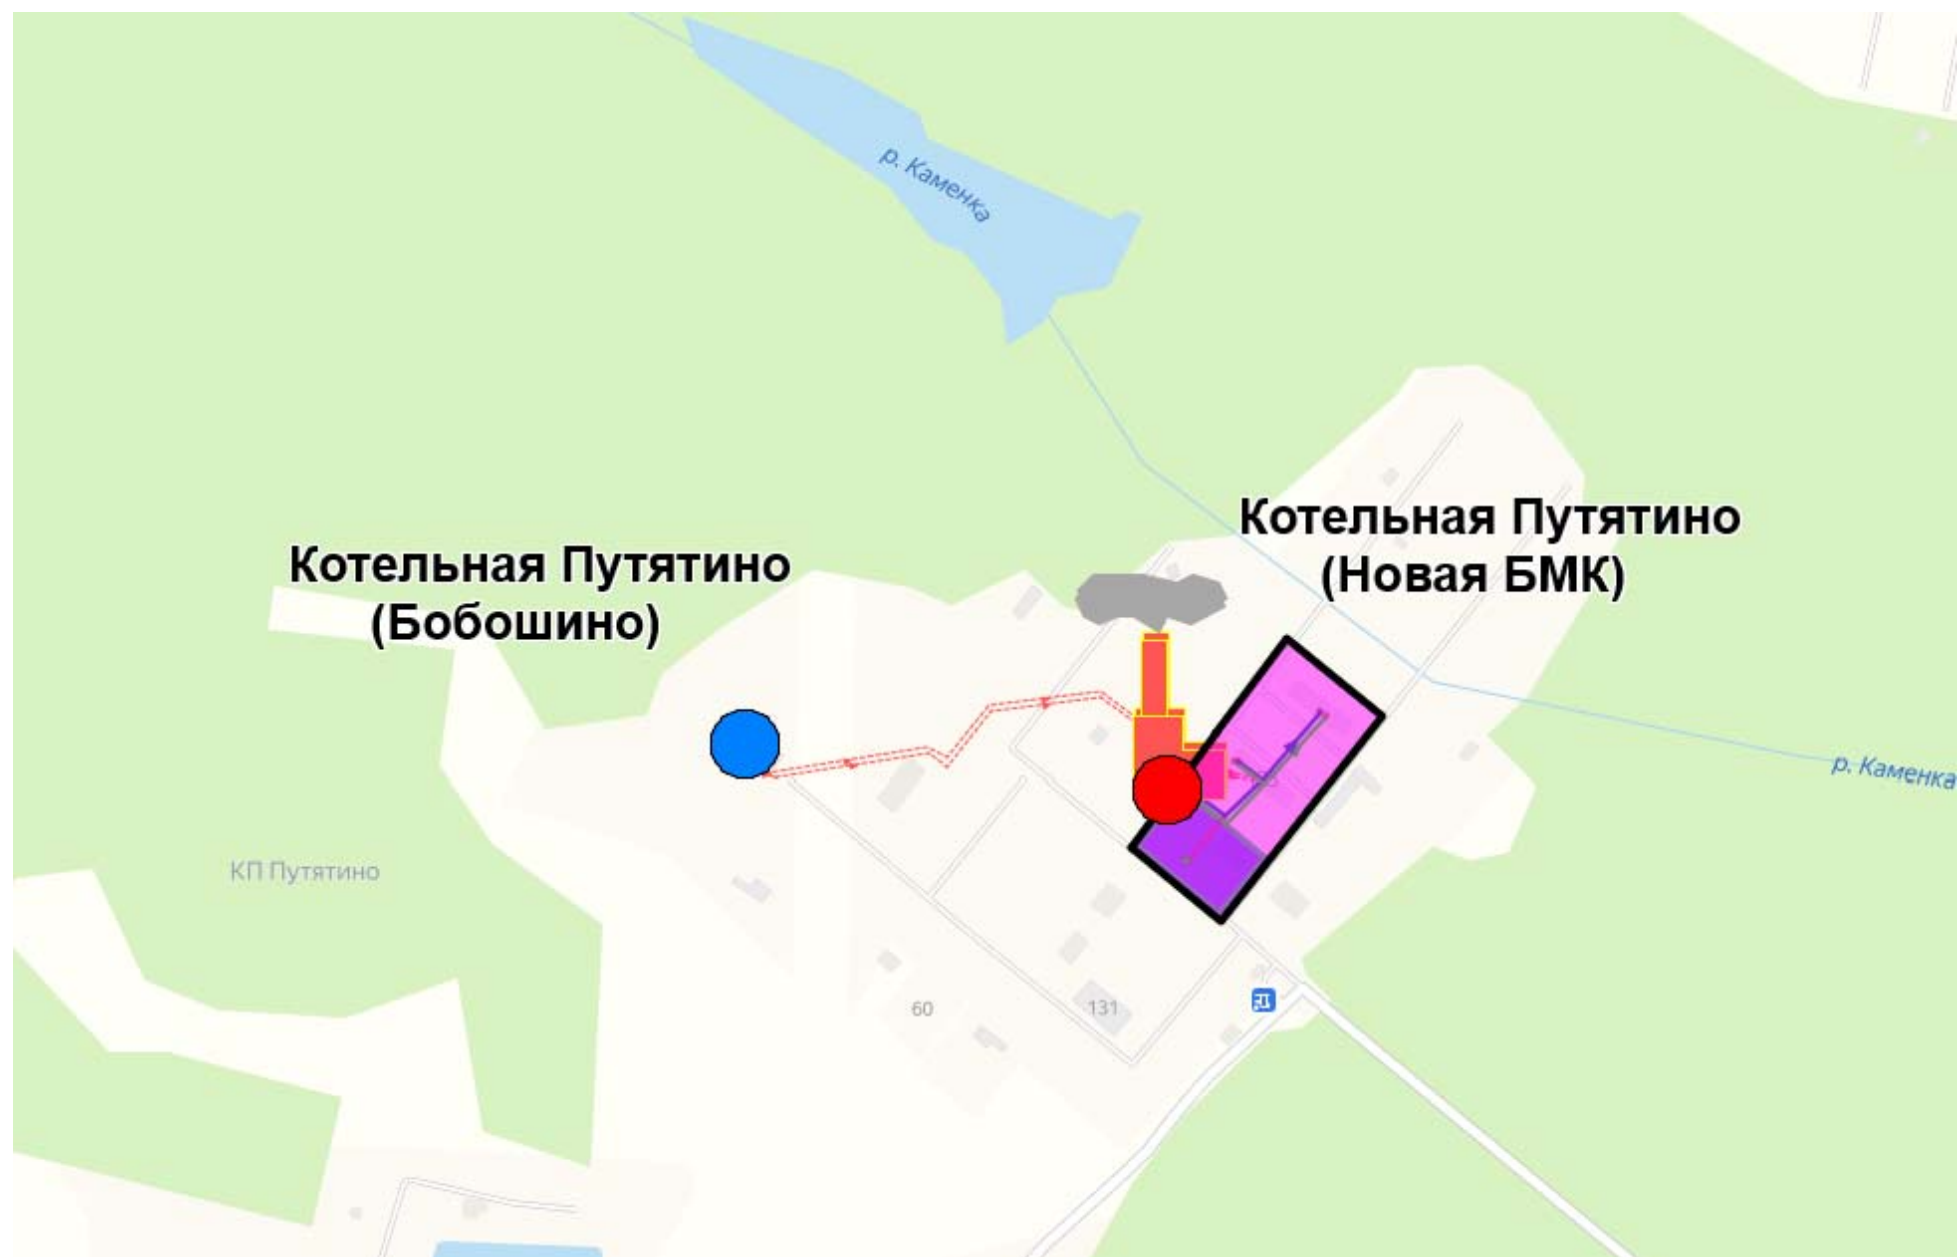 р. Каменка
Котельная Путятино
(Новая БМК)
Котельная Путятино
(Бобошино)
р. Каменка
КП Путятино
60
131